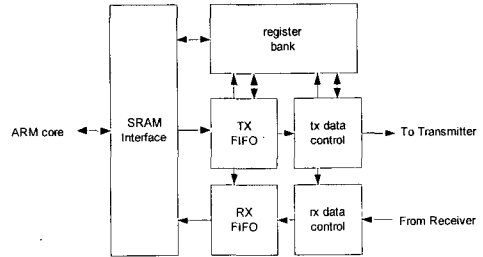 register
bank
ARM core
SRAM
Interface
TX
FIFO
tx data
control
To Transmitter
RX
FIFO
rx data
control
From Receiver